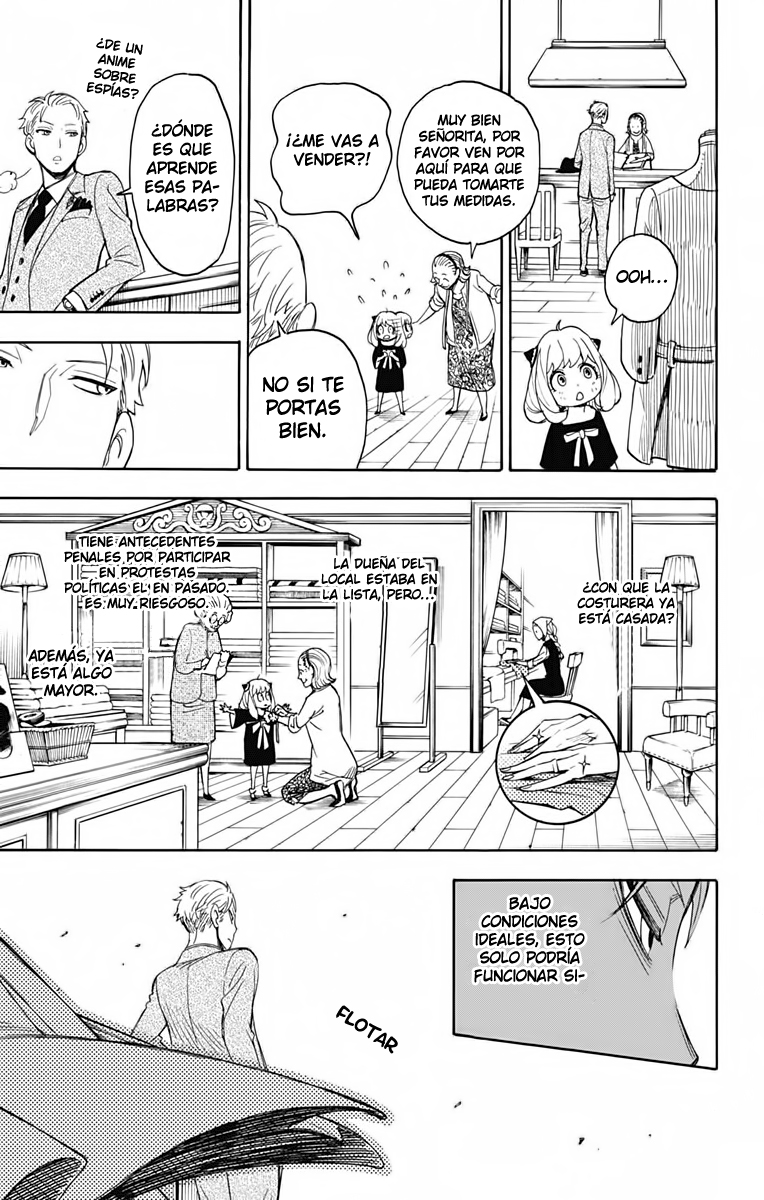 OOH...
MUY BIEN
SEÑORITA, POR
FAVOR VEN POR
AQUÍ PARA QUE
PUEDA TOMARTE
TUS MEDIDAS.
¡¿ME VAS A
VENDER?!
NO SI TE
PORTAS
BIEN.
¿DÓNDE
ES QUE
APRENDE
ESAS PA-
LABRAS?
¿DE UN
ANIME
SOBRE
ESPÍAS?
¿CON QUE LA
COSTURERA YA
ESTÁ CASADA?
LA DUEÑA DEL
LOCAL ESTABA EN
LA LISTA, PERO..!
TIENE ANTECEDENTES
PENALES POR PARTICIPAR
EN PROTESTAS
POLÍTICAS EL EN PASADO.
ES MUY RIESGOSO.
ADEMÁS, YA
ESTÁ ALGO
MAYOR.
BAJO
CONDICIONES
IDEALES, ESTO
SOLO PODRÍA
FUNCIONAR SI-
FLOTAR